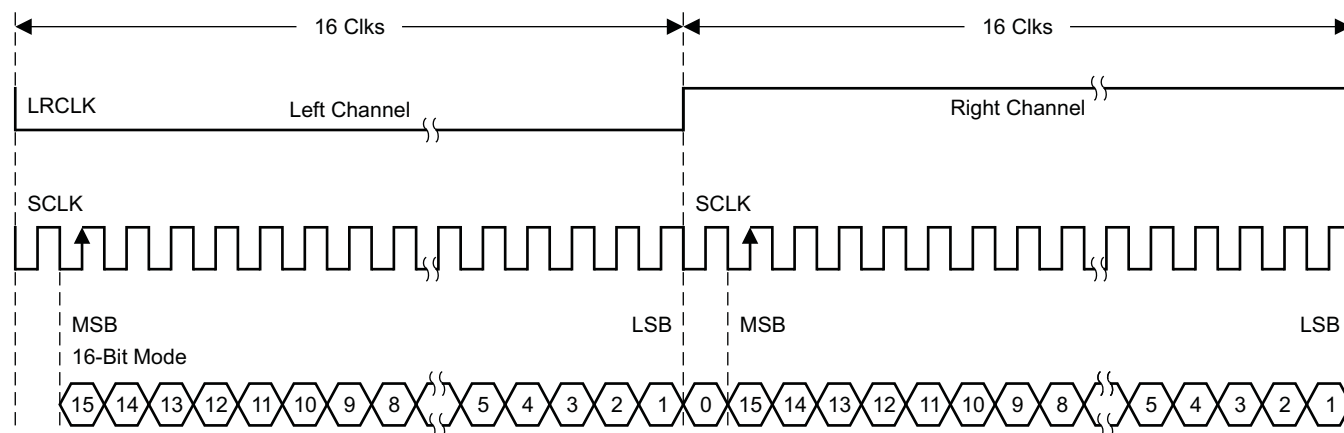 16 Clks 16 Clks
LRCLK Left Channel Right Channel
SCLK SCLK
MSB LSB MSB LSB
16-Bit Mode
15 14 13 12 11 10 9 8 5 4 3 2 1 0 15 14 13 12 11 10 9 8 5 4 3 2 1